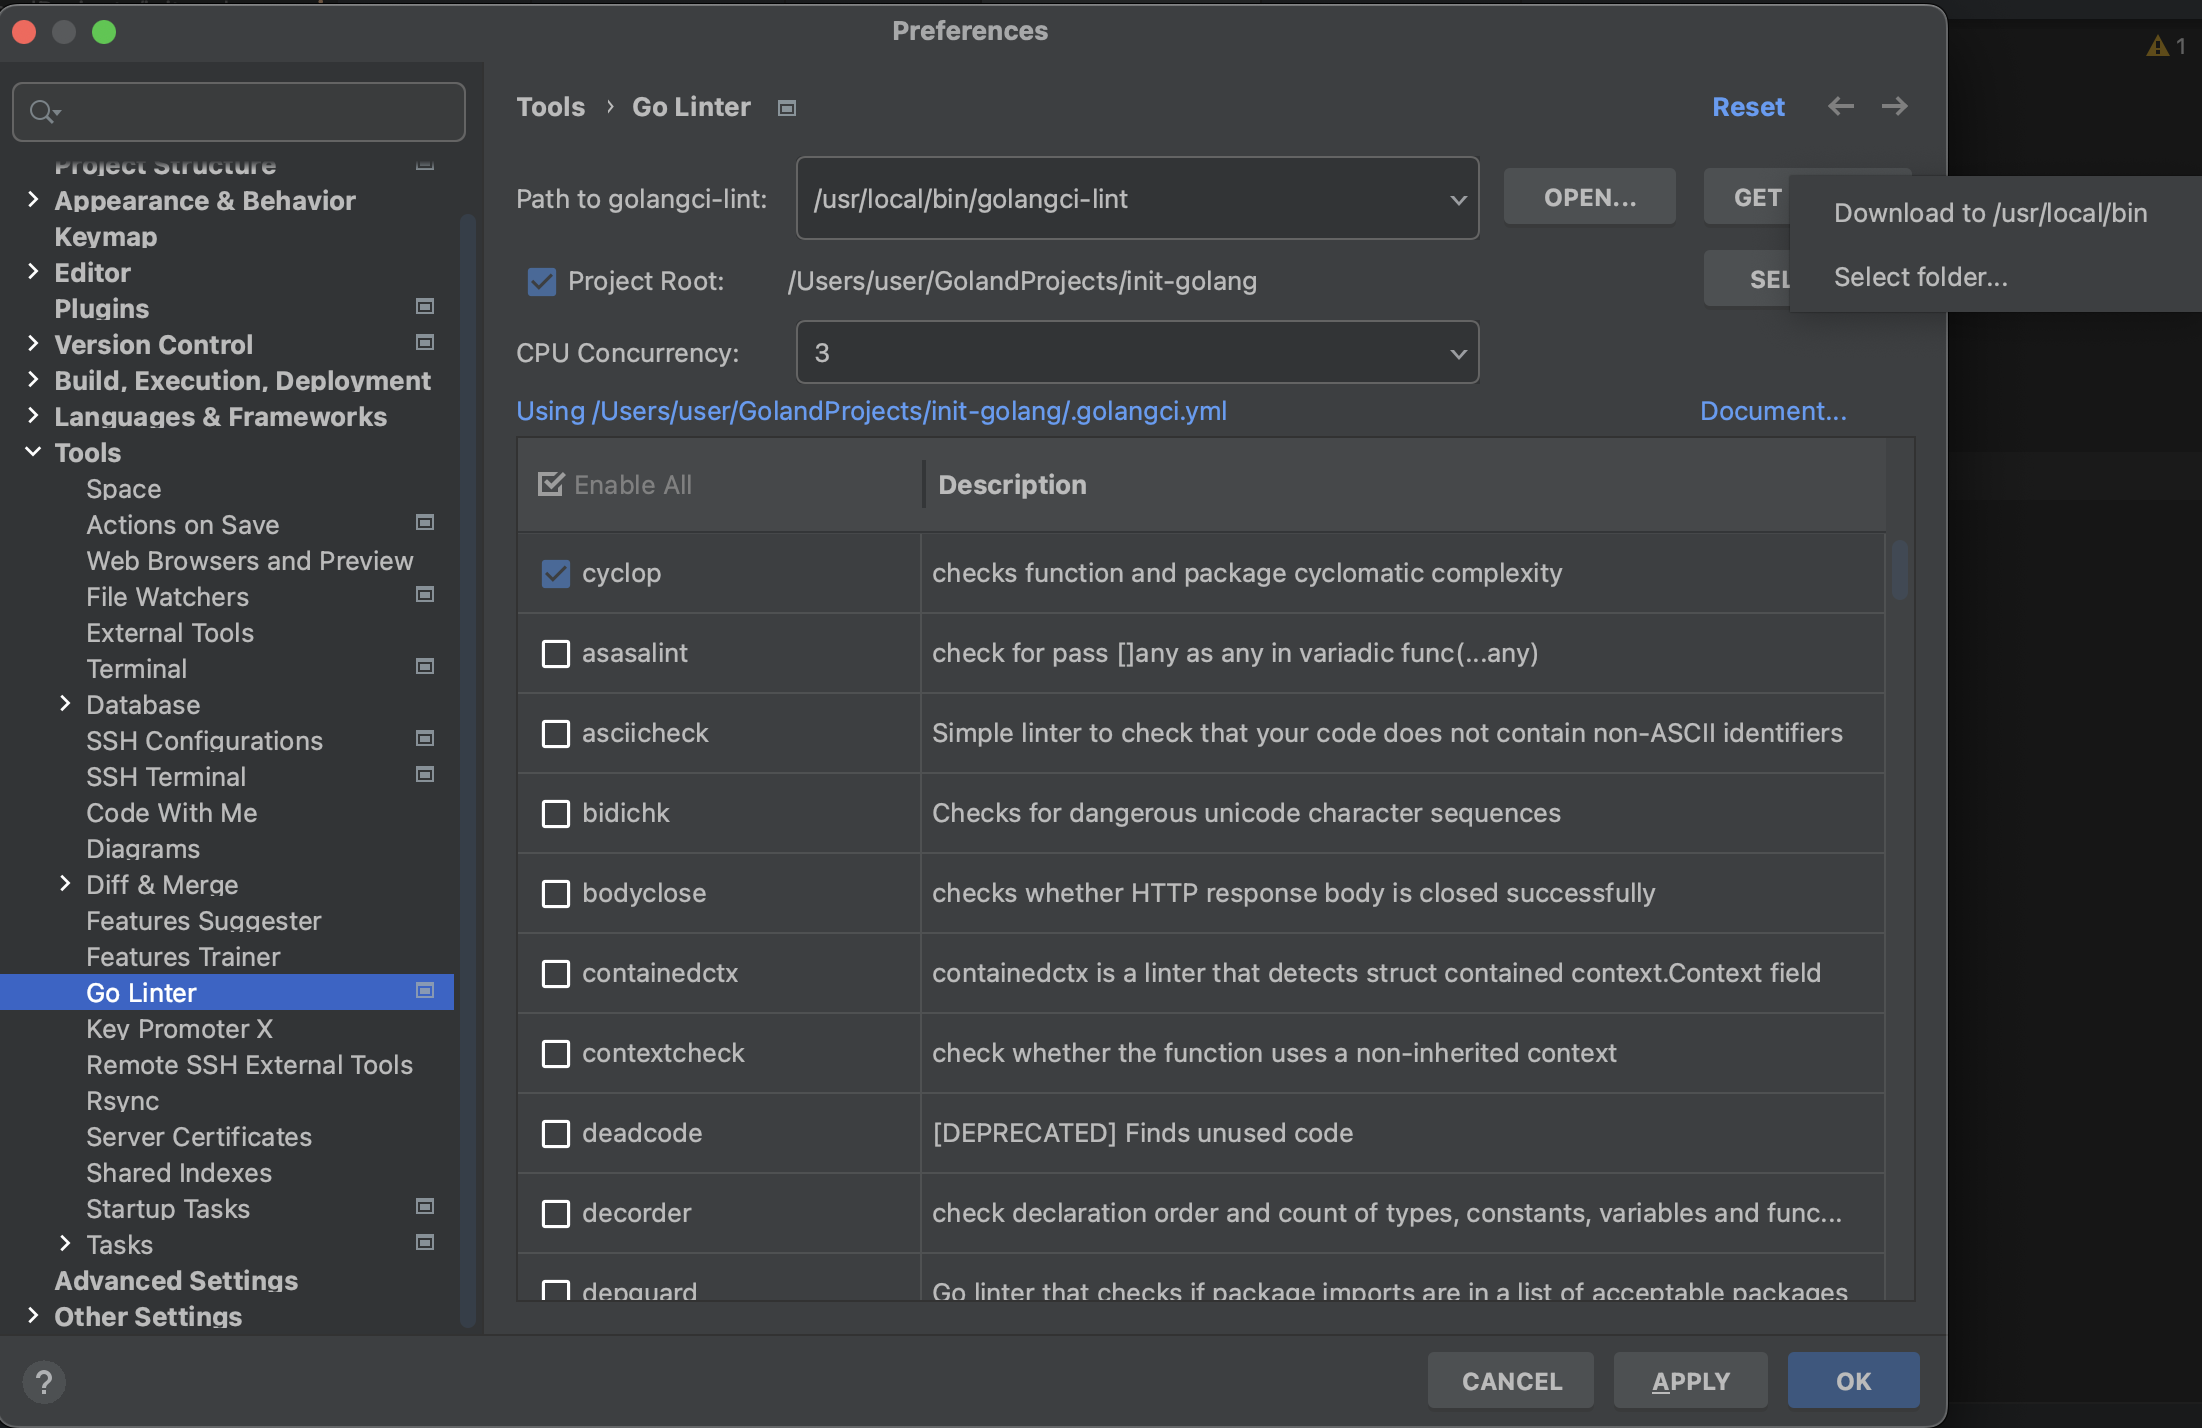 Preferences
1
Project Structure
Appearance & Behavior
Keymap
Editor
Plugins
Version Control
Build, Execution, Deployment
Languages & Frameworks
Tools
Space
Actions on Save
Web Browsers and Preview
File Watchers
External Tools
Terminal
Database
SSH Configurations
SSH Terminal
Code With Me
Diagrams
Diff & Merge
Features Suggester
Features Trainer
Go Linter
Key Promoter X
Remote SSH External Tools
Rsync
Server Certificates
Shared Indexes
Startup Tasks
Tasks
Advanced Settings
Other Settings
Tools › Go Linter
Reset
Path to golangci-lint: /usr/local/bin/golangci-lint OPEN... GET
Download to /usr/local/bin
Select folder...
Project Root: /Users/user/GolandProjects/init-golang SEL
CPU Concurrency: 3
Using /Users/user/GolandProjects/init-golang/.golangci.yml Document...
Enable All Description
cyclop checks function and package cyclomatic complexity
asasalint check for pass []any as any in variadic func(...any)
asciicheck Simple linter to check that your code does not contain non-ASCII identifiers
bidichk Checks for dangerous unicode character sequences
bodyclose checks whether HTTP response body is closed successfully
containedctx containedctx is a linter that detects struct contained context.Context field
contextcheck check whether the function uses a non-inherited context
deadcode [DEPRECATED] Finds unused code
decorder check declaration order and count of types, constants, variables and func...
depguard Go linter that checks if package imports are in a list of acceptable packages
?
CANCEL APPLY OK